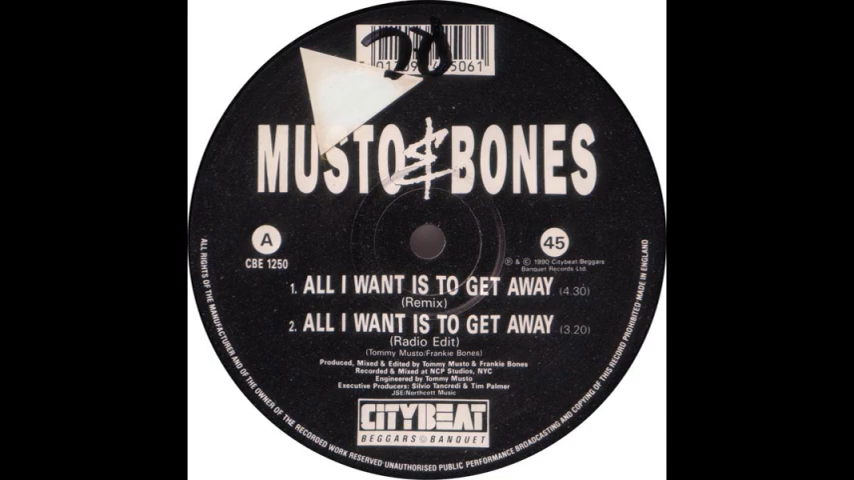 MUSTO & BONES
A
CBE 1250
45
℗ & © 1990 Citybeat Beggars
Banquet Records Ltd.
1. ALL I WANT IS TO GET AWAY (4.30)
(Remix)
2. ALL I WANT IS TO GET AWAY (3.20)
(Radio Edit)
(Tommy Musto/Frankie Bones)
Produced, Mixed & Edited by Tommy Musto & Frankie Bones
Recorded & Mixed at NCP Studios, NYC
Engineered by Tommy Musto
Executive Producers: Silvio Tancredi & Tim Palmer
JSE/Northcott Music
CITYBEAT
BEGGARS BANQUET
ALL RIGHTS OF THE MANUFACTURER AND OF THE OWNER OF THE RECORDED WORK RESERVED UNAUTHORISED PUBLIC PERFORMANCE BROADCASTING AND COPYING OF THIS RECORD PROHIBITED MADE IN ENGLAND